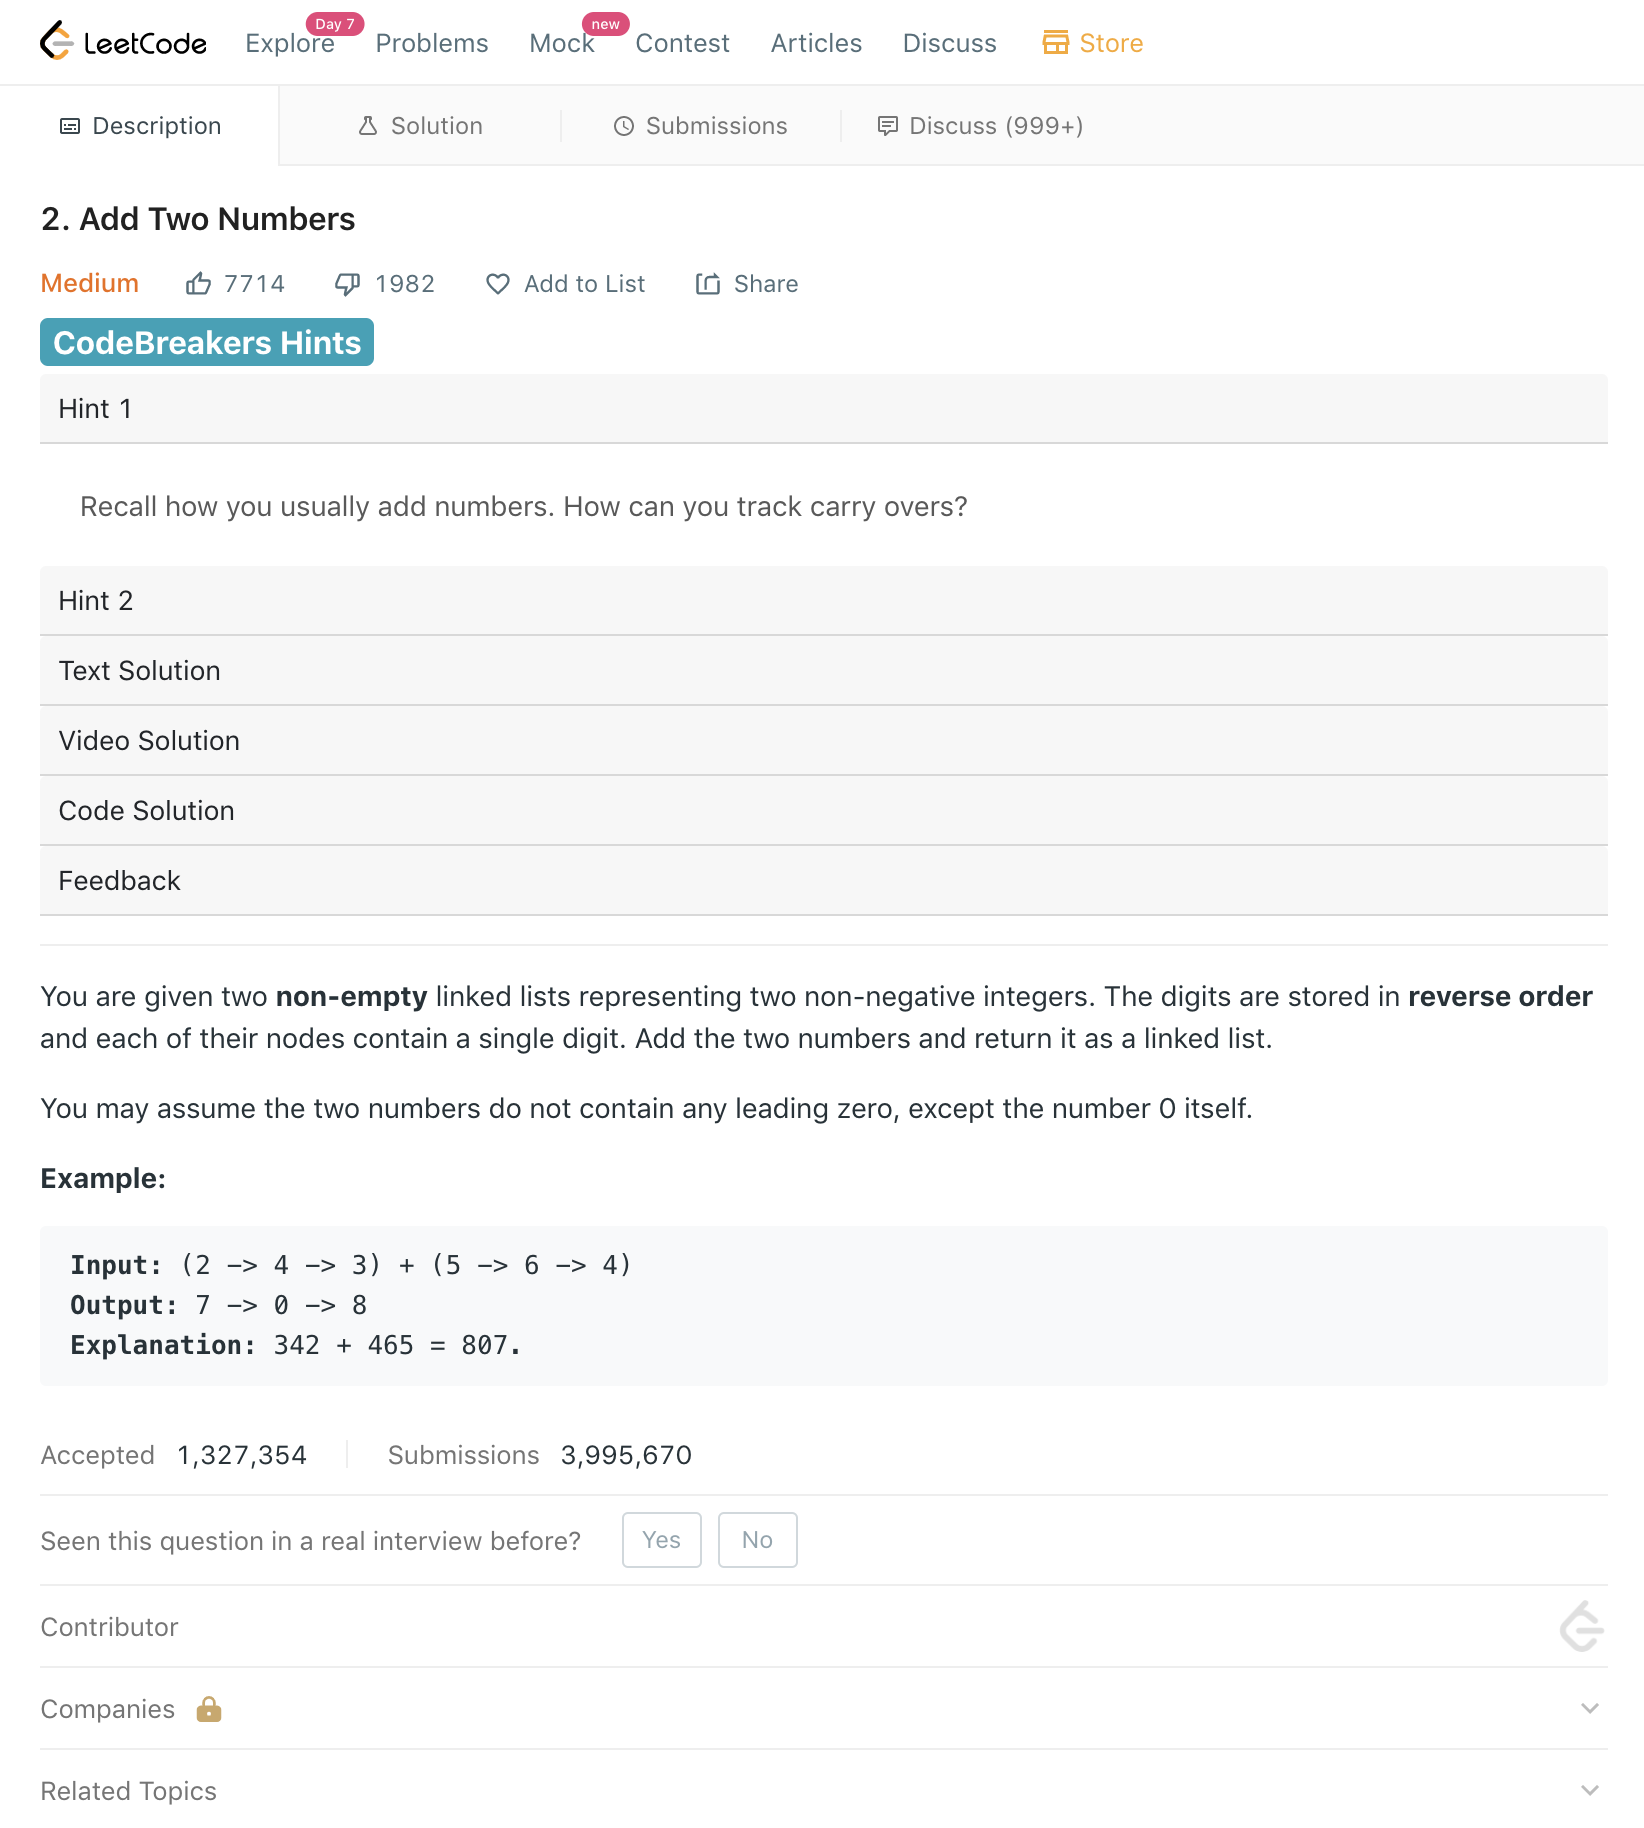 LeetCode Explore Day 7 Problems Mock new Contest Articles Discuss Store
Description Solution Submissions Discuss (999+)
2. Add Two Numbers
Medium 7714 1982 Add to List Share
CodeBreakers Hints
Hint 1
Recall how you usually add numbers. How can you track carry overs?
Hint 2
Text Solution
Video Solution
Code Solution
Feedback
You are given two non-empty linked lists representing two non-negative integers. The digits are stored in reverse order
and each of their nodes contain a single digit. Add the two numbers and return it as a linked list.
You may assume the two numbers do not contain any leading zero, except the number 0 itself.
Example:
Input: (2 -> 4 -> 3) + (5 -> 6 -> 4)
Output: 7 -> 0 -> 8
Explanation: 342 + 465 = 807.
Accepted 1,327,354 Submissions 3,995,670
Seen this question in a real interview before? Yes No
Contributor
Companies
Related Topics